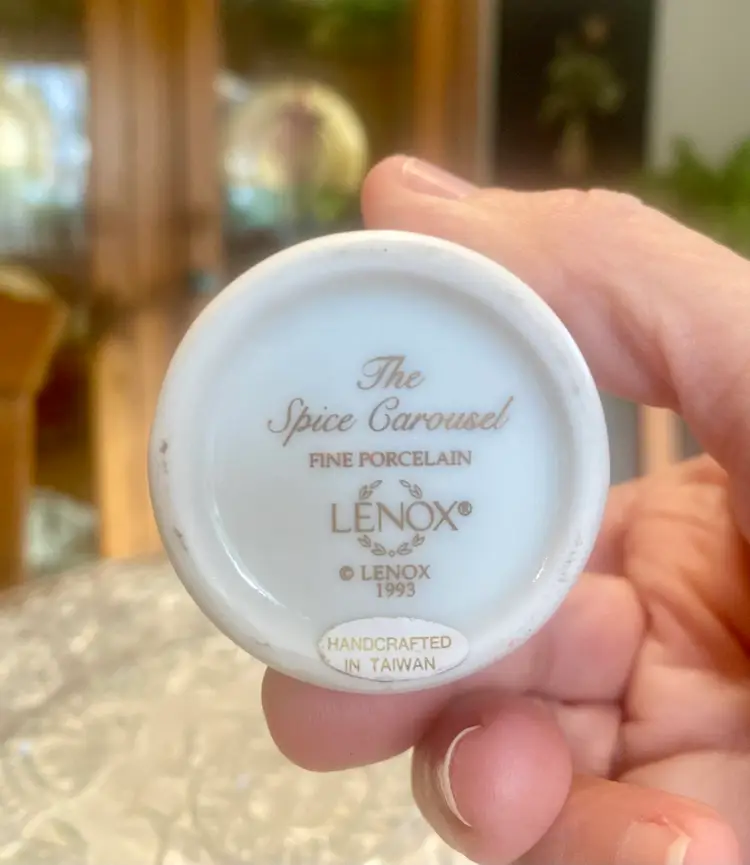 The
Spice Carousel
FINE PORCELAIN
LENOX®
© LENOX
1993
HANDCRAFTED
IN TAIWAN